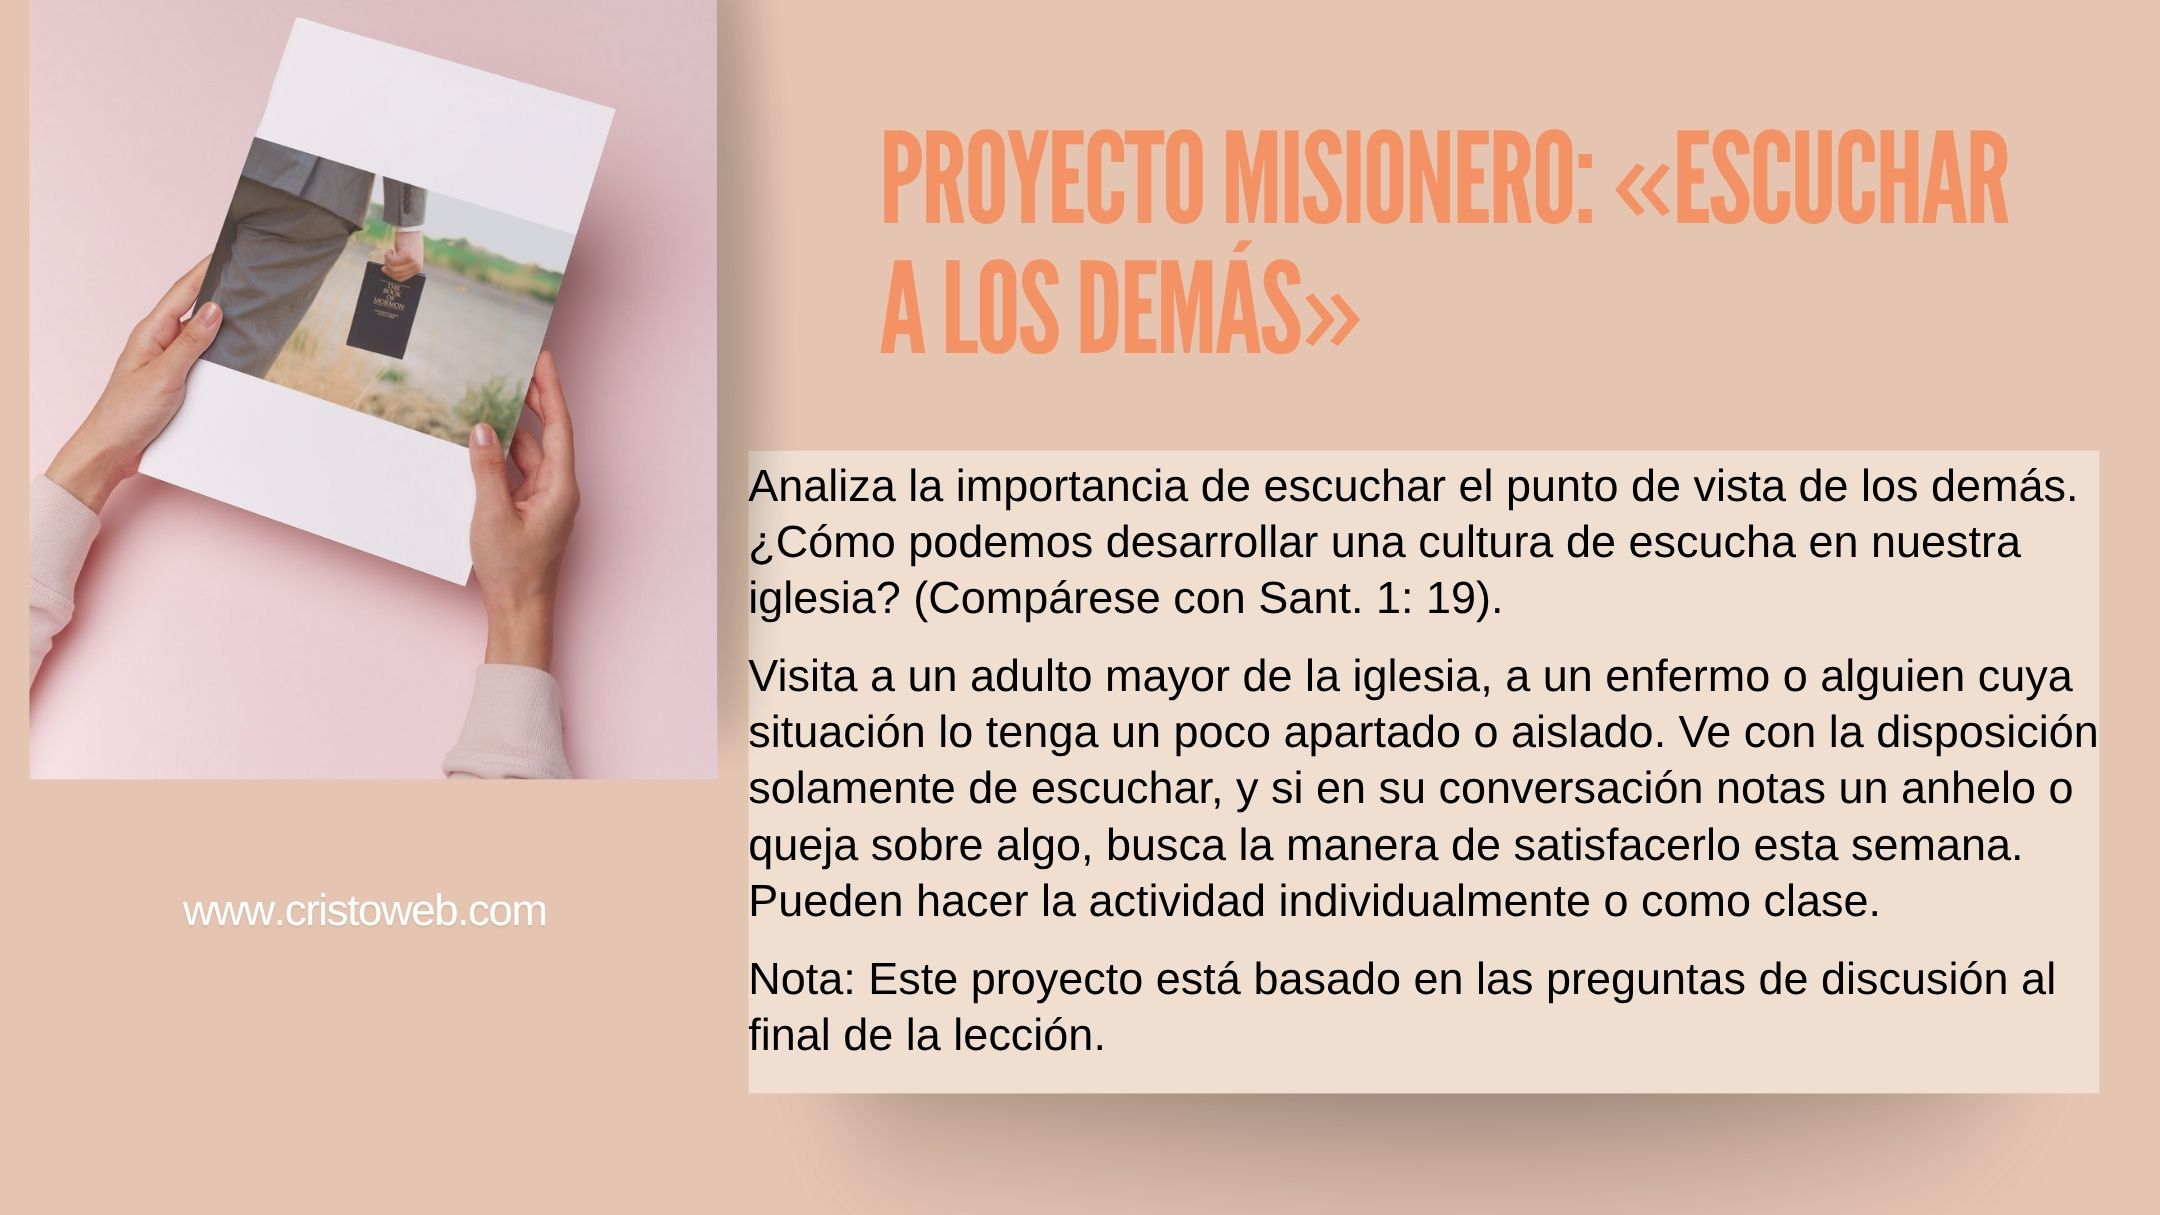 PROYECTO MISIONERO: «ESCUCHAR
A LOS DEMÁS»
THE
BOOK
OF
MORMON
Analiza la importancia de escuchar el punto de vista de los demás.
¿Cómo podemos desarrollar una cultura de escucha en nuestra
iglesia? (Compárese con Sant. 1: 19).
Visita a un adulto mayor de la iglesia, a un enfermo o alguien cuya
situación lo tenga un poco apartado o aislado. Ve con la disposición
solamente de escuchar, y si en su conversación notas un anhelo o
queja sobre algo, busca la manera de satisfacerlo esta semana.
Pueden hacer la actividad individualmente o como clase.
Nota: Este proyecto está basado en las preguntas de discusión al
final de la lección.
www.cristoweb.com